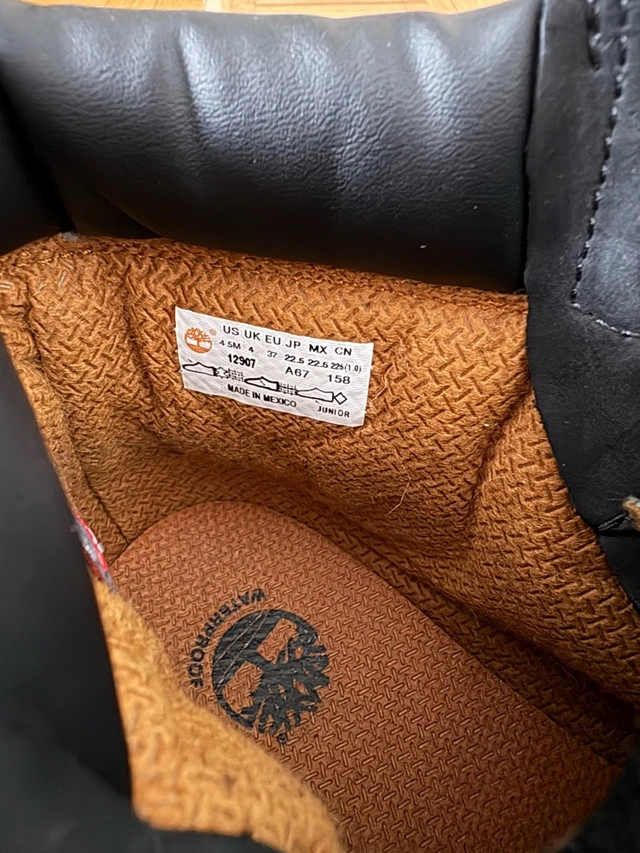 US UK EU JP MX CN
4.5M 4 37 22.5 22.5 225(1.0)
12907 A67 158
MADE IN MEXICO JUNIOR
WATERPROOF